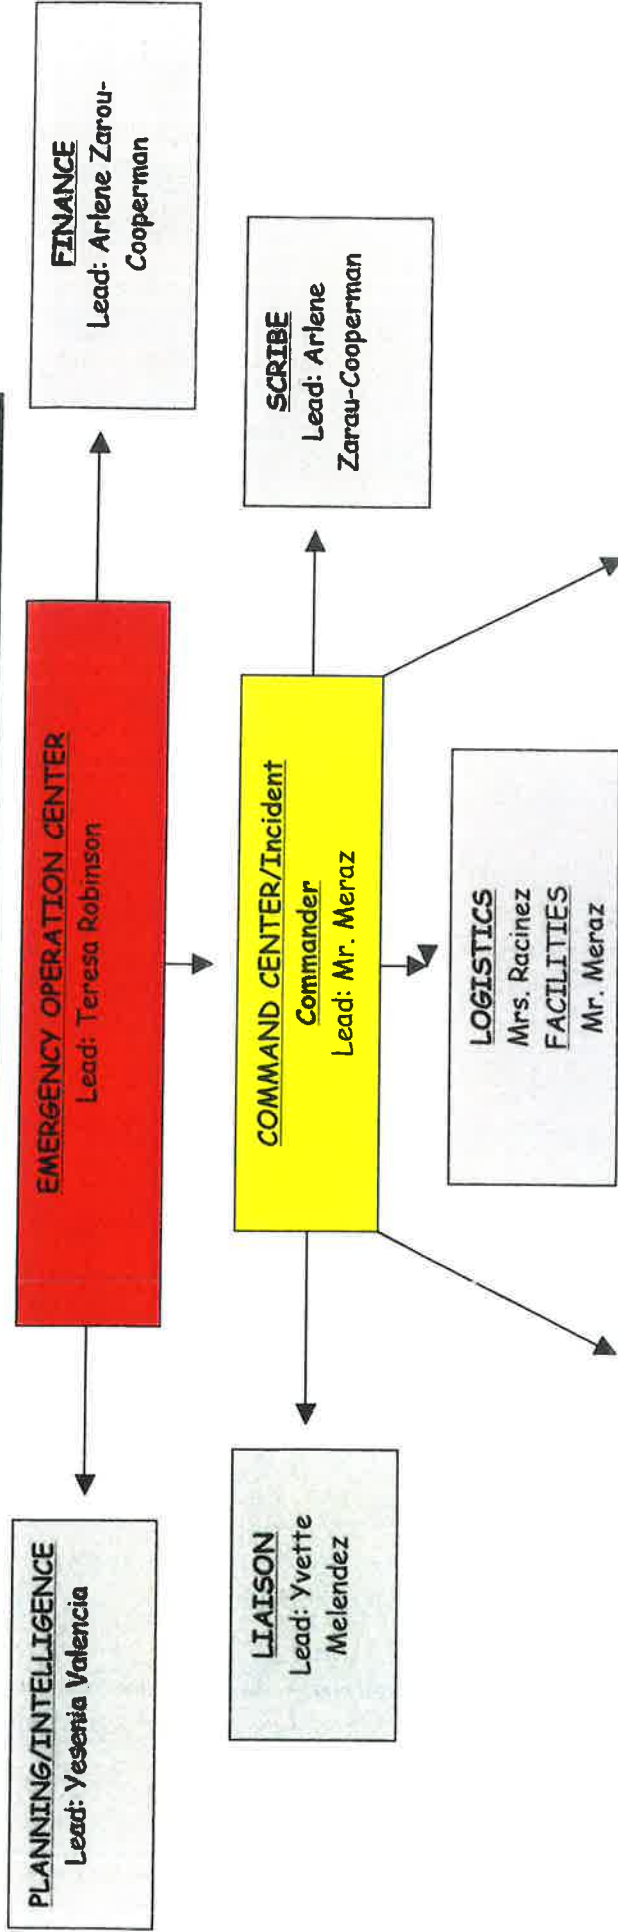 PLANNING/INTELLIGENCE
Lead: Yesenia Valencia
EMERGENCY OPERATION CENTER
Lead: Teresa Robinson
FINANCE
Lead: Arlene Zarou-
Cooperman
LIAISON
Lead: Yvette
Melendez
COMMAND CENTER/Incident
Commander
Lead: Mr. Meraz
SCRIBE
Lead: Arlene
Zarau-Cooperman
LOGISTICS
Mrs. Racinez
FACILITIES
Mr. Meraz